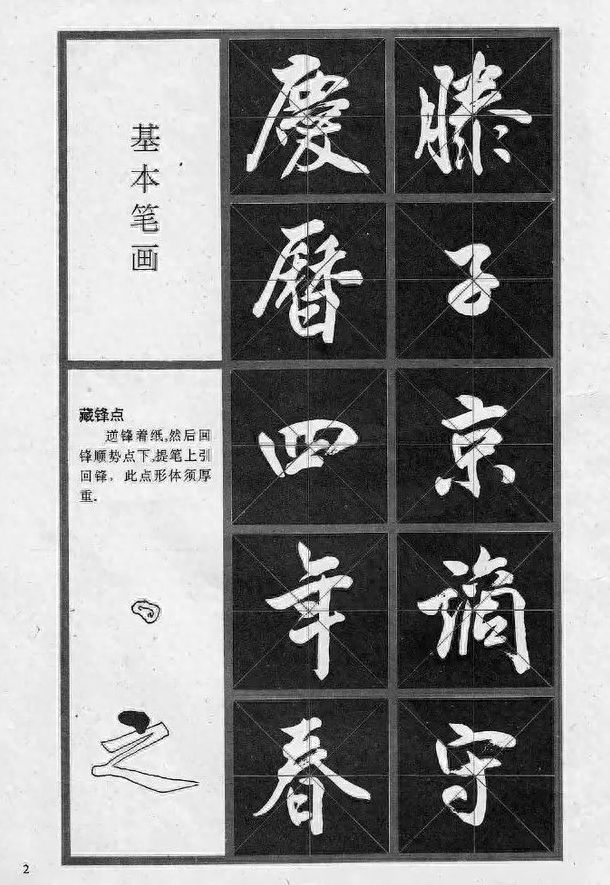 滕子京謫守
慶曆四年春
基本笔画
藏锋点
逆锋着纸,然后回
锋顺势点下,提笔上引
回锋。此点形体须厚
重。
之
2